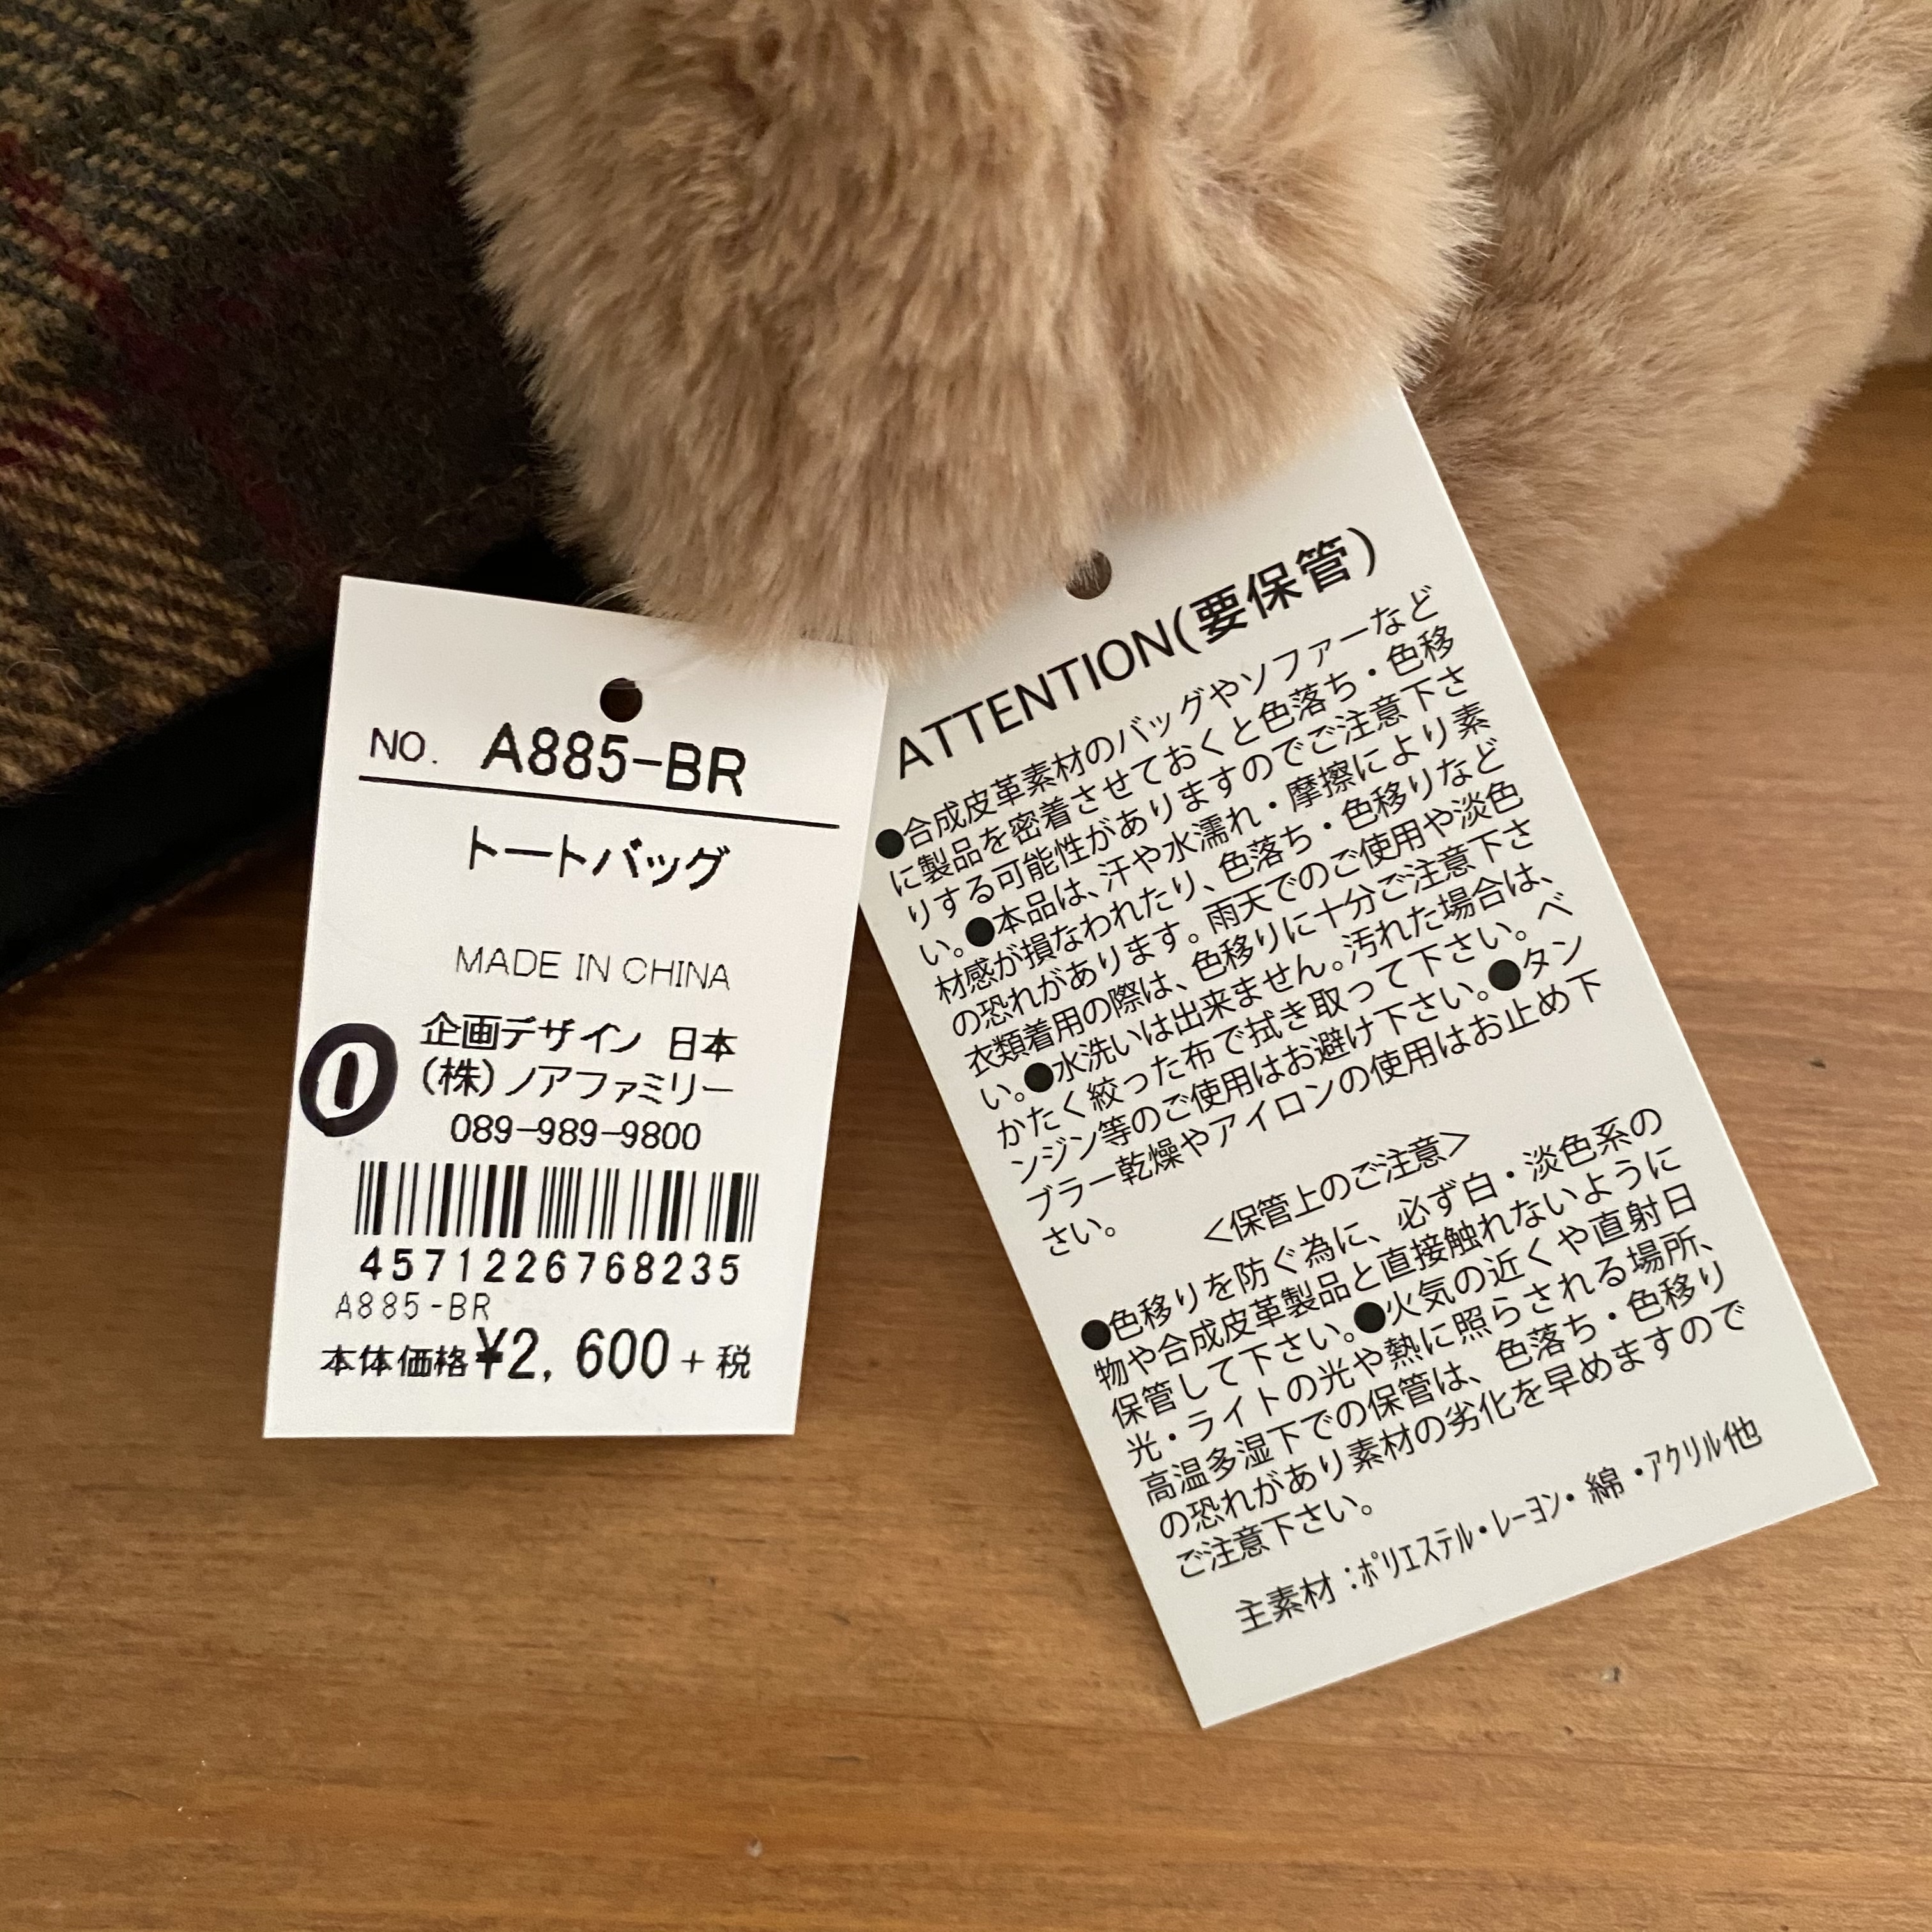 NO. A885-BR
トートバッグ
MADE IN CHINA
企画デザイン 日本
①
(株)ノアファミリー
089-989-9800
4571226768235
A885-BR
本体価格¥2,600+税
ATTENTION(要保管)
●合成皮革素材のバッグやソファーなど
に製品を密着させておくと色落ち・色移
りする可能性がありますのでご注意下さ
い。●本品は、汗や水濡れ・摩擦により素
材感が損なわれたり、色落ち・色移りなど
の恐れがあります。雨天でのご使用や淡色
衣類着用の際は、色移りに十分ご注意下さ
い。●水洗いは出来ません。汚れた場合は、
かたく絞った布で拭き取って下さい。ベ
ンジン等のご使用はお避け下さい。●タン
ブラー乾燥やアイロンの使用はお止め下
さい。
<保管上のご注意>
●色移りを防ぐ為に、必ず白・淡色系の
物や合成皮革製品と直接触れないように
保管して下さい。●火気の近くや直射日
光・ライトの光や熱に照らされる場所、
高温多湿下での保管は、色落ち・色移り
の恐れがあり素材の劣化を早めますので
ご注意下さい。
主素材:ポリエステル・レーヨン・綿・アクリル他